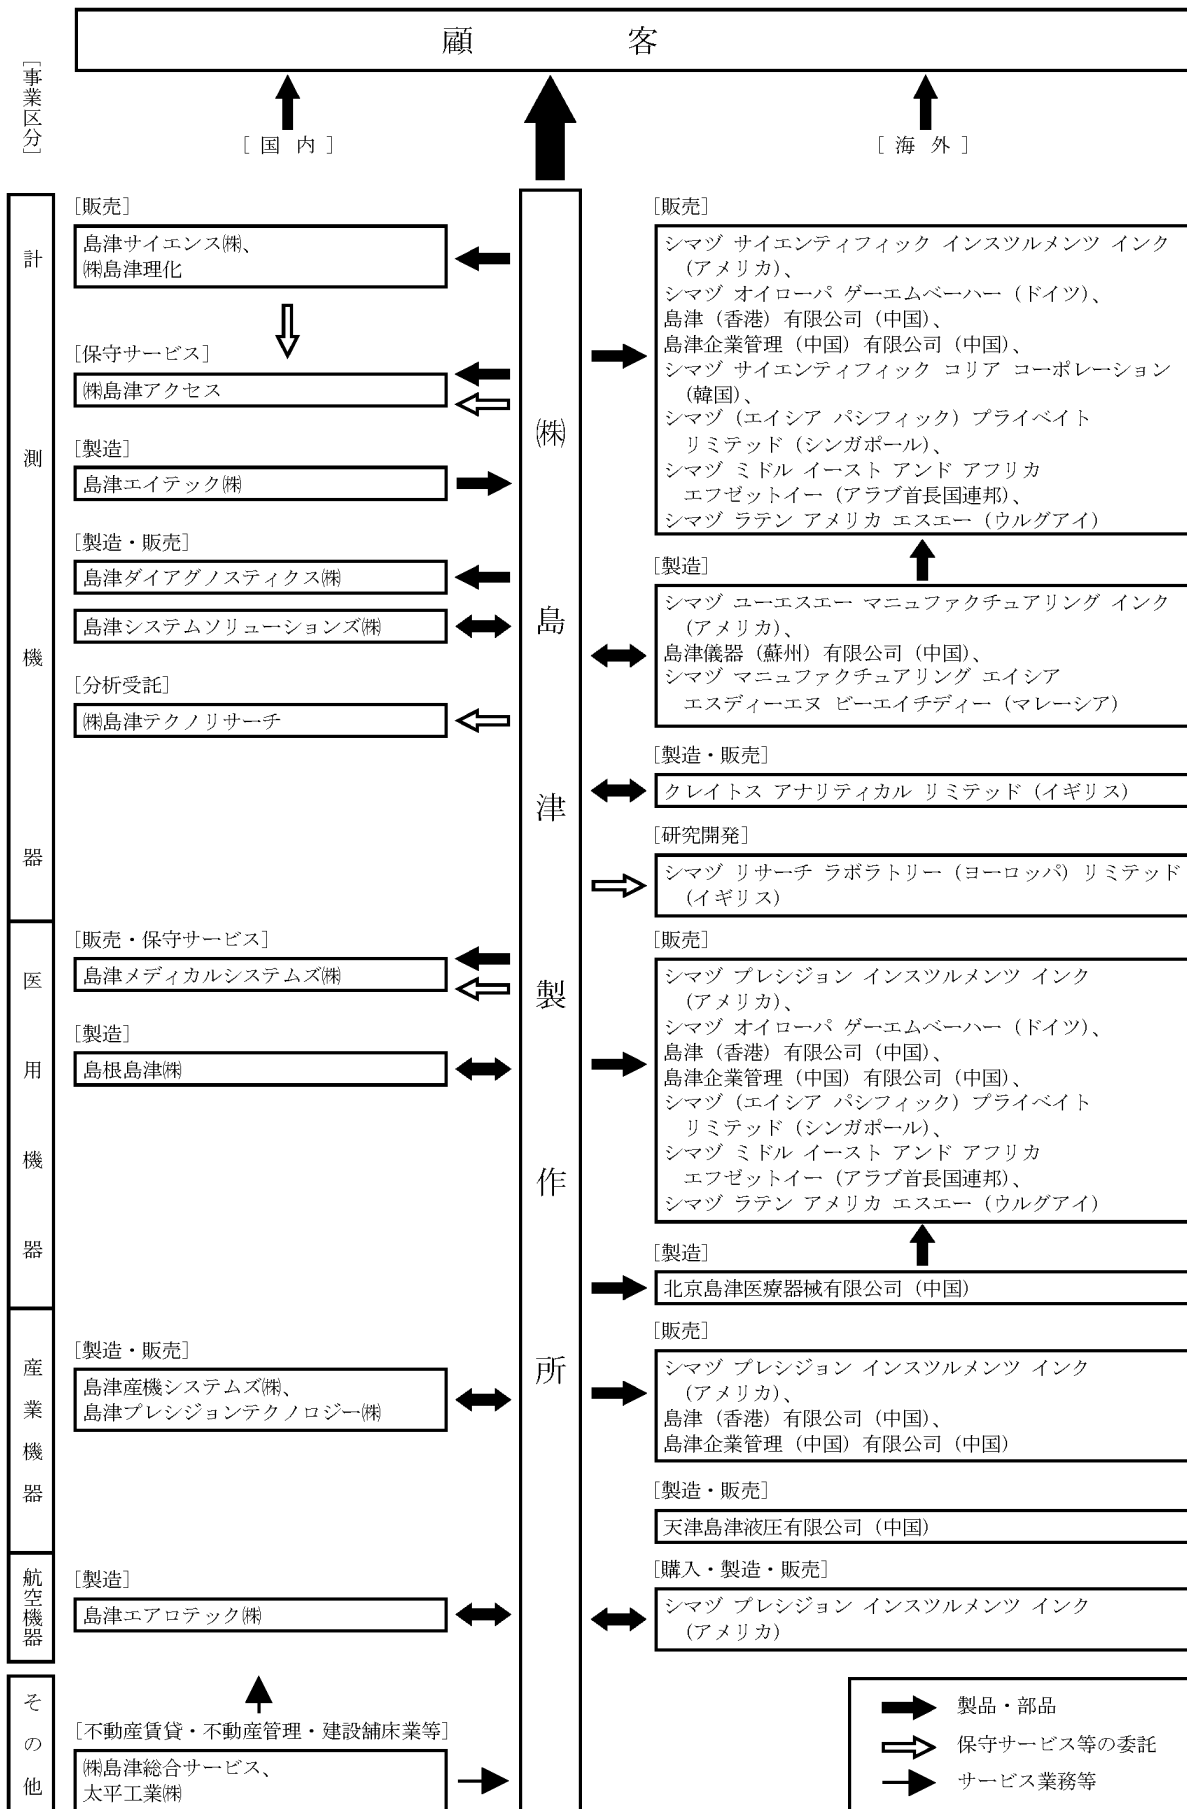 顧客
[事業区分]
[国内]
[海外]
計測機器
[販売]
島津サイエンス㈱、
㈱島津理化
[保守サービス]
㈱島津アクセス
[製造]
島津エイテック㈱
[製造・販売]
島津ダイアグノスティクス㈱
島津システムソリューションズ㈱
[分析受託]
㈱島津テクノリサーチ
医用機器
[販売・保守サービス]
島津メディカルシステムズ㈱
[製造]
島根島津㈱
産業機器
[製造・販売]
島津産機システムズ㈱、
島津プレシジョンテクノロジー㈱
航空機器
[製造]
島津エアロテック㈱
その他
[不動産賃貸・不動産管理・建設舗床業等]
㈱島津総合サービス、
太平工業㈱
㈱島津製作所
[販売]
シマヅ サイエンティフィック インスツルメンツ インク
(アメリカ)、
シマヅ オイローパ ゲーエムベーハー (ドイツ)、
島津 (香港) 有限公司 (中国)、
島津企業管理 (中国) 有限公司 (中国)、
シマヅ サイエンティフィック コリア コーポレーション
(韓国)、
シマヅ (エイシア パシフィック) プライベイト
リミテッド (シンガポール)、
シマヅ ミドル イースト アンド アフリカ
エフゼットイー (アラブ首長国連邦)、
シマヅ ラテン アメリカ エスエー (ウルグアイ)
[製造]
シマヅ ユーエスエー マニュファクチュアリング インク
(アメリカ)、
島津儀器 (蘇州) 有限公司 (中国)、
シマヅ マニュファクチュアリング エイシア
エスディーエヌ ビーエイチディー (マレーシア)
[製造・販売]
クレイトス アナリティカル リミテッド (イギリス)
[研究開発]
シマヅ リサーチ ラボラトリー (ヨーロッパ) リミテッド
(イギリス)
[販売]
シマヅ プレシジョン インスツルメンツ インク
(アメリカ)、
シマヅ オイローパ ゲーエムベーハー (ドイツ)、
島津 (香港) 有限公司 (中国)、
島津企業管理 (中国) 有限公司 (中国)、
シマヅ (エイシア パシフィック) プライベイト
リミテッド (シンガポール)、
シマヅ ミドル イースト アンド アフリカ
エフゼットイー (アラブ首長国連邦)、
シマヅ ラテン アメリカ エスエー (ウルグアイ)
[製造]
北京島津医療器械有限公司 (中国)
[販売]
シマヅ プレシジョン インスツルメンツ インク
(アメリカ)、
島津 (香港) 有限公司 (中国)、
島津企業管理 (中国) 有限公司 (中国)
[製造・販売]
天津島津液圧有限公司 (中国)
[購入・製造・販売]
シマヅ プレシジョン インスツルメンツ インク
(アメリカ)
製品・部品
保守サービス等の委託
サービス業務等